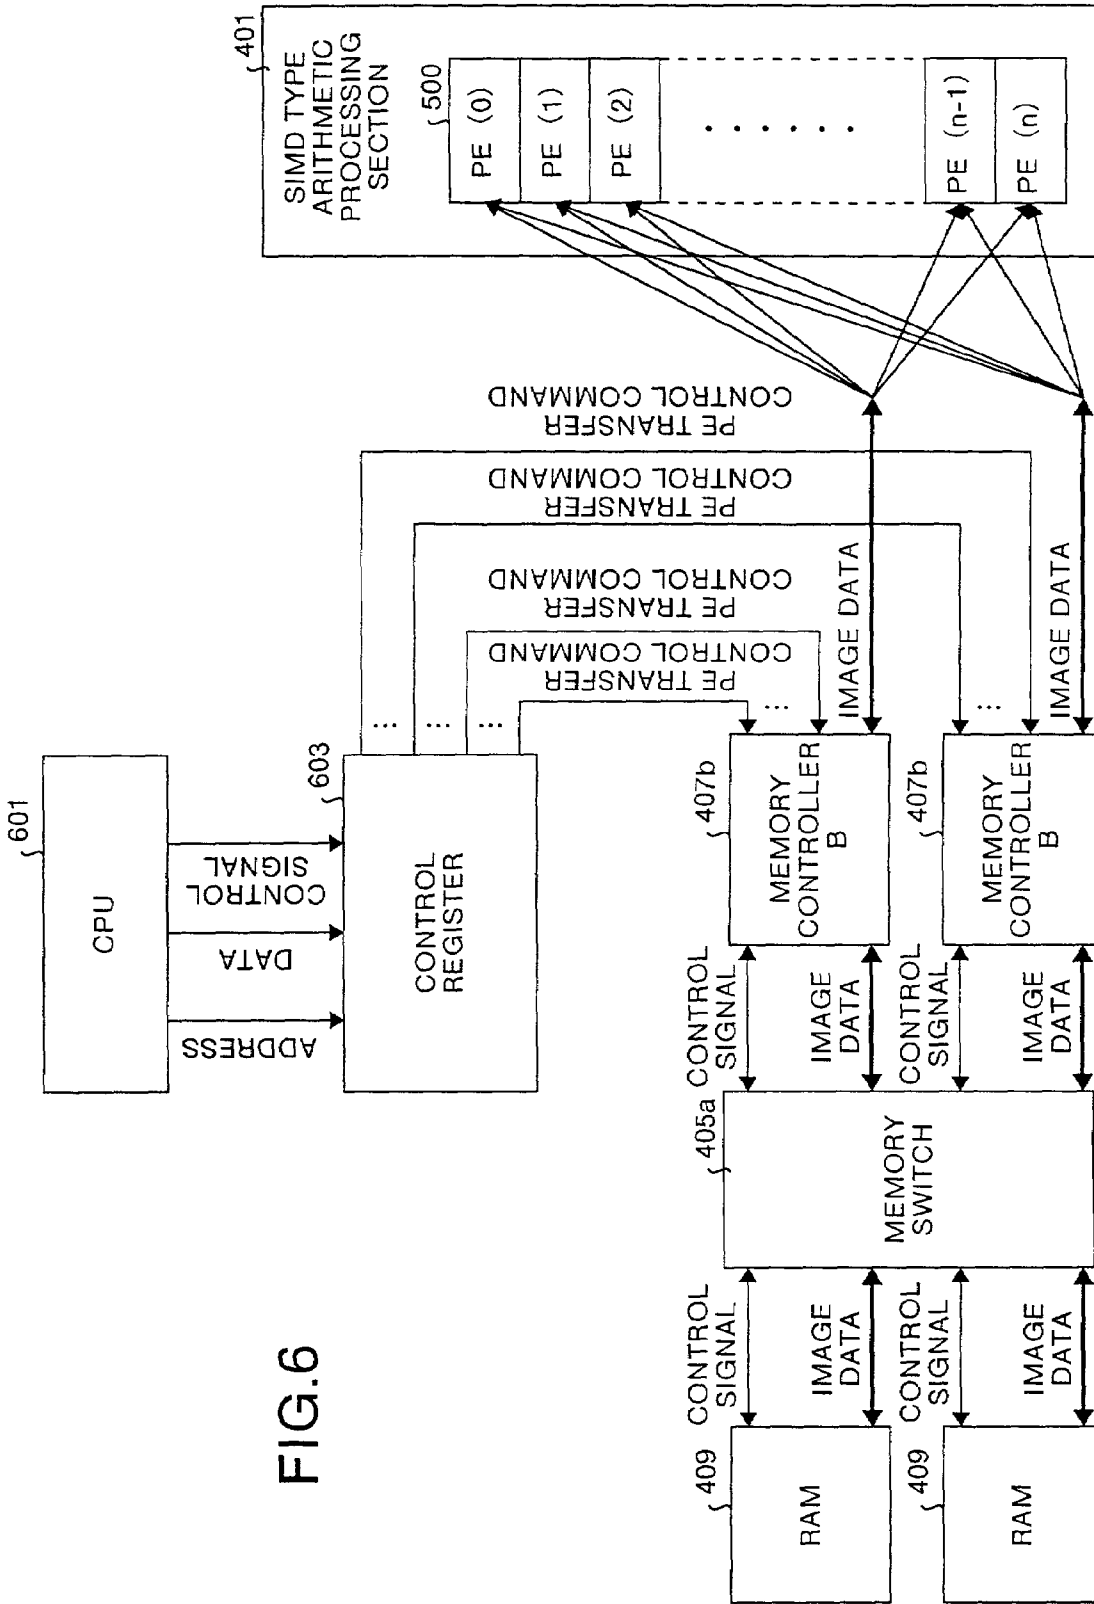 FIG.6
601
CPU
ADDRESS
DATA
CONTROL
SIGNAL
603
CONTROL
REGISTER
...
...
...
PE TRANSFER
CONTROL COMMAND
PE TRANSFER
CONTROL COMMAND
PE TRANSFER
CONTROL COMMAND
PE TRANSFER
CONTROL COMMAND
401
SIMD TYPE
ARITHMETIC
PROCESSING
SECTION
500
PE (0)
PE (1)
PE (2)
.......
PE (n-1)
PE (n)
409
RAM
CONTROL
SIGNAL
IMAGE
DATA
409
RAM
CONTROL
SIGNAL
IMAGE
DATA
405a
MEMORY
SWITCH
CONTROL
SIGNAL
IMAGE
DATA
CONTROL
SIGNAL
IMAGE
DATA
407b
MEMORY
CONTROLLER
B
...
IMAGE DATA
407b
MEMORY
CONTROLLER
B
...
IMAGE DATA